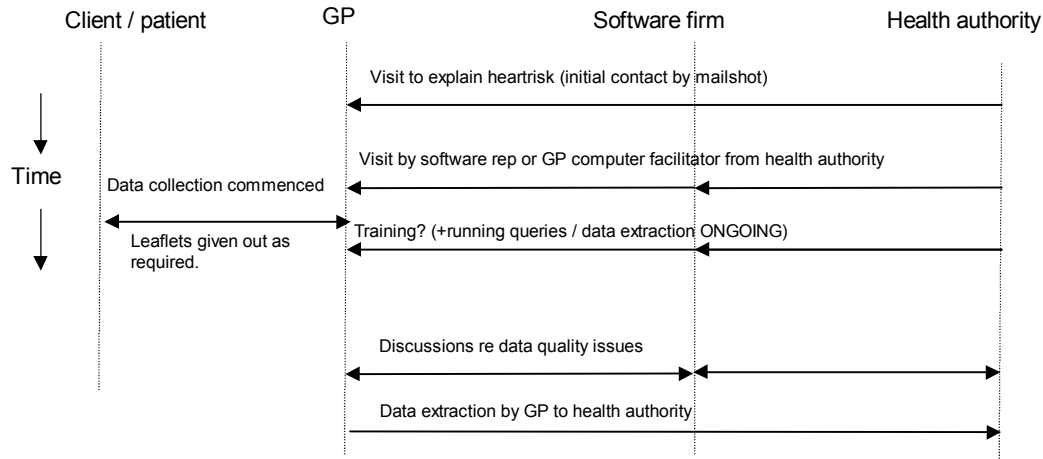 Client / patient
GP
Software firm
Health authority
Visit to explain heartrisk (initial contact by mailshot)
Visit by software rep or GP computer facilitator from health authority
Time
Data collection commenced
Training? (+running queries / data extraction ONGOING)
Leaflets given out as
required.
Discussions re data quality issues
Data extraction by GP to health authority